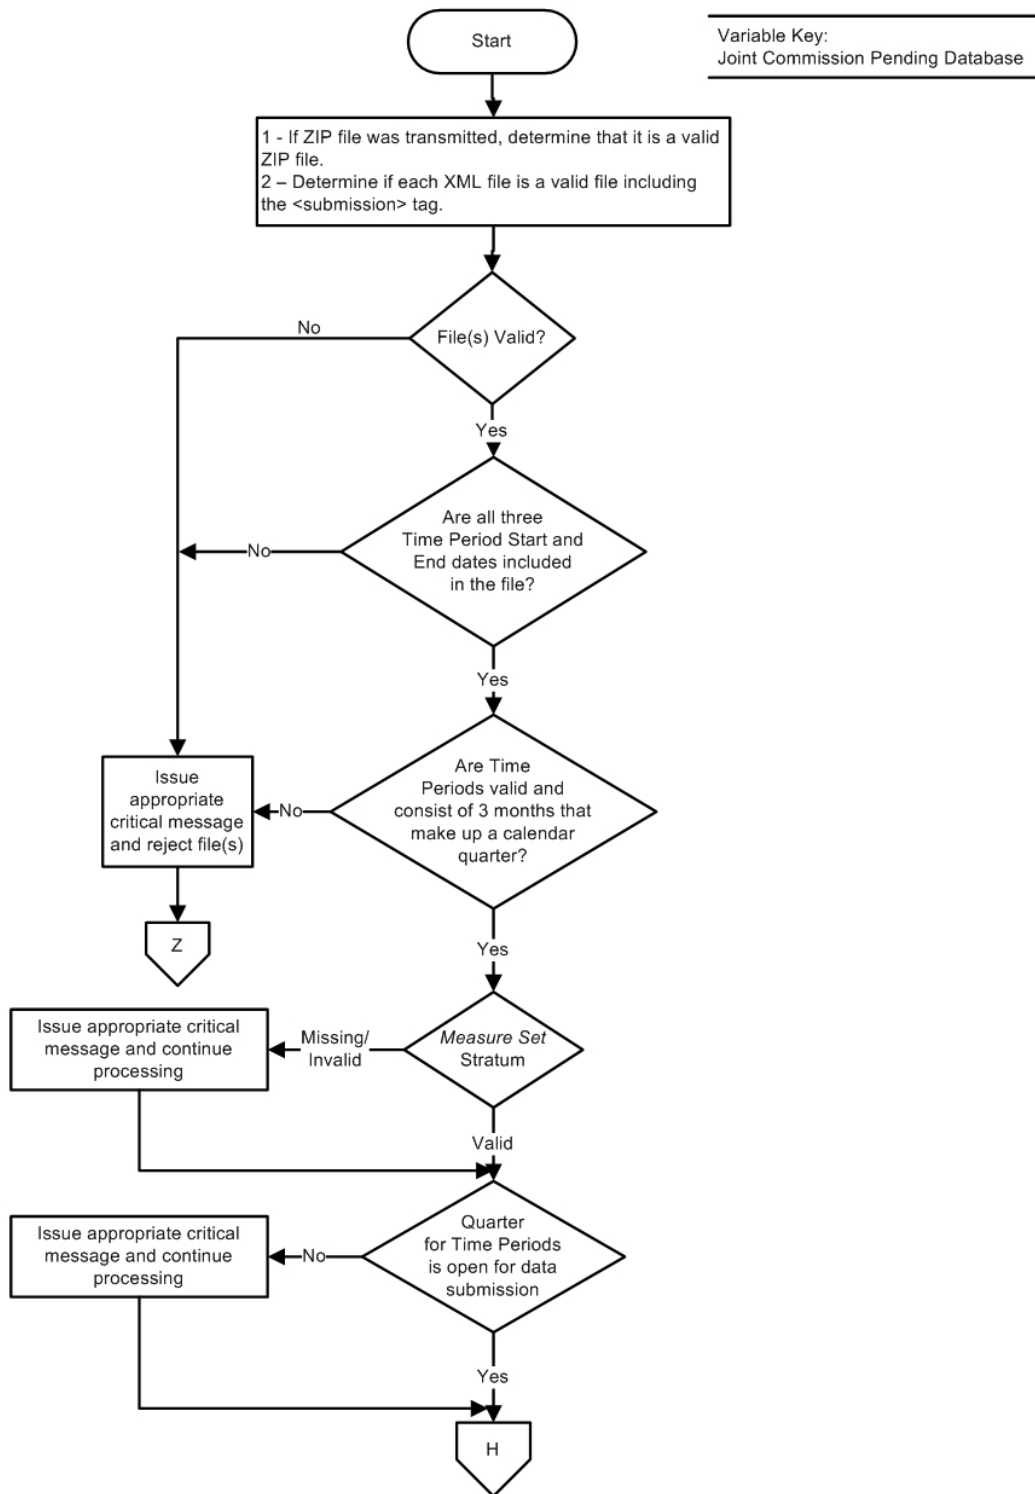 Start
Variable Key:
Joint Commission Pending Database
1 - If ZIP file was transmitted, determine that it is a valid
ZIP file.
2 – Determine if each XML file is a valid file including
the <submission> tag.
No
File(s) Valid?
Yes
Are all three
Time Period Start and
End dates included
in the file?
No
Yes
Are Time
Periods valid and
consist of 3 months that
make up a calendar
quarter?
No
Issue
appropriate
critical message
and reject file(s)
Z
Yes
Measure Set
Stratum
Missing/
Invalid
Issue appropriate critical
message and continue
processing
Valid
Quarter
for Time Periods
is open for data
submission
No
Issue appropriate critical
message and continue
processing
Yes
H